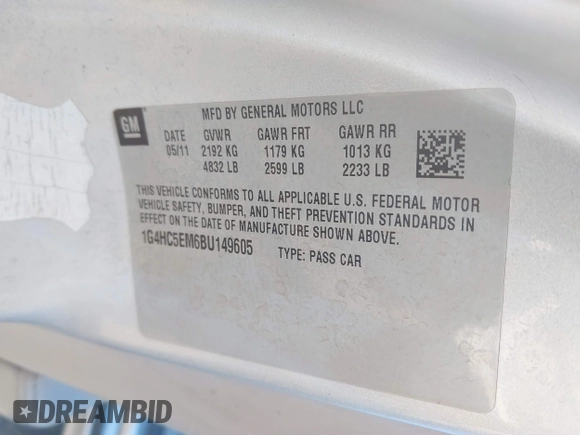 GM
MFD BY GENERAL MOTORS LLC
DATE GVWR GAWR FRT GAWR RR
05/11 2192 KG 1179 KG 1013 KG
4832 LB 2599 LB 2233 LB
THIS VEHICLE CONFORMS TO ALL APPLICABLE U.S. FEDERAL MOTOR
VEHICLE SAFETY, BUMPER, AND THEFT PREVENTION STANDARDS IN
EFFECT ON THE DATE OF MANUFACTURE SHOWN ABOVE.
1G4HC5EM6BU149605 TYPE: PASS CAR
DREAMBID